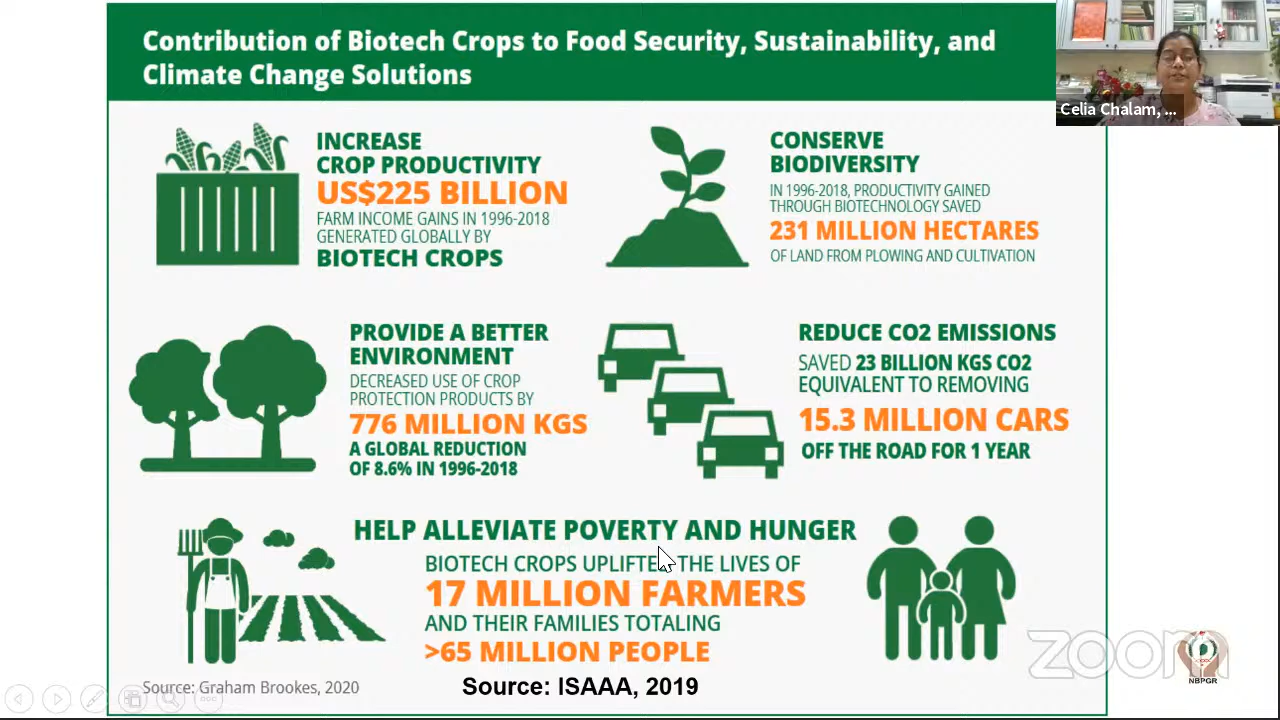 Contribution of Biotech Crops to Food Security, Sustainability, and
Climate Change Solutions
Celia Chalam, ...
INCREASE
CROP PRODUCTIVITY
US$225 BILLION
FARM INCOME GAINS IN 1996-2018
GENERATED GLOBALLY BY
BIOTECH CROPS
CONSERVE
BIODIVERSITY
IN 1996-2018, PRODUCTIVITY GAINED
THROUGH BIOTECHNOLOGY SAVED
231 MILLION HECTARES
OF LAND FROM PLOWING AND CULTIVATION
PROVIDE A BETTER
ENVIRONMENT
DECREASED USE OF CROP
PROTECTION PRODUCTS BY
776 MILLION KGS
A GLOBAL REDUCTION
OF 8.6% IN 1996-2018
REDUCE CO2 EMISSIONS
SAVED 23 BILLION KGS CO2
EQUIVALENT TO REMOVING
15.3 MILLION CARS
OFF THE ROAD FOR 1 YEAR
HELP ALLEVIATE POVERTY AND HUNGER
BIOTECH CROPS UPLIFTED THE LIVES OF
17 MILLION FARMERS
AND THEIR FAMILIES TOTALING
>65 MILLION PEOPLE
Source: Graham Brookes, 2020
Source: ISAAA, 2019
zoom
NBPGR